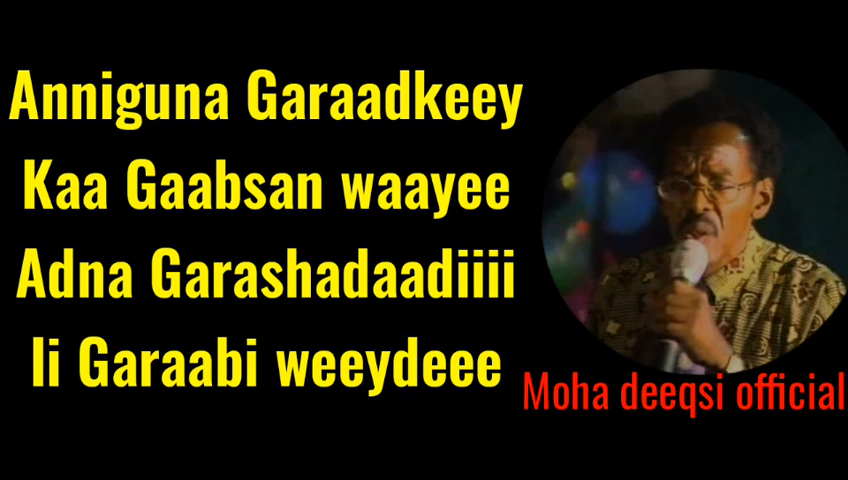 Anniguna Garaadkeey
Kaa Gaabsan waayee
Adna Garashadaadiiii
Ii Garaabi weeydeee
Moha deeqsi official